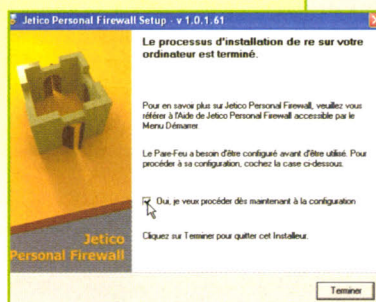 Jetico Personal Firewall Setup - v 1.0.1.61
Le processus d'installation de re sur votre
ordinateur est terminé.
Pour en savoir plus sur Jetico Personal Firewall, veuillez vous
référer à l'Aide de Jetico Personal Firewall accessible par le
Menu Démarrer
Le Pare-Feu a besoin d'être configuré avant d'être utilisé. Pour
procéder à sa configuration, cochez la case ci-dessous.
Oui, je veux procéder dès maintenant à la configuration
Cliquez sur Terminer pour quitter cet Installeur.
Jetico
Personal Firewall
Terminer